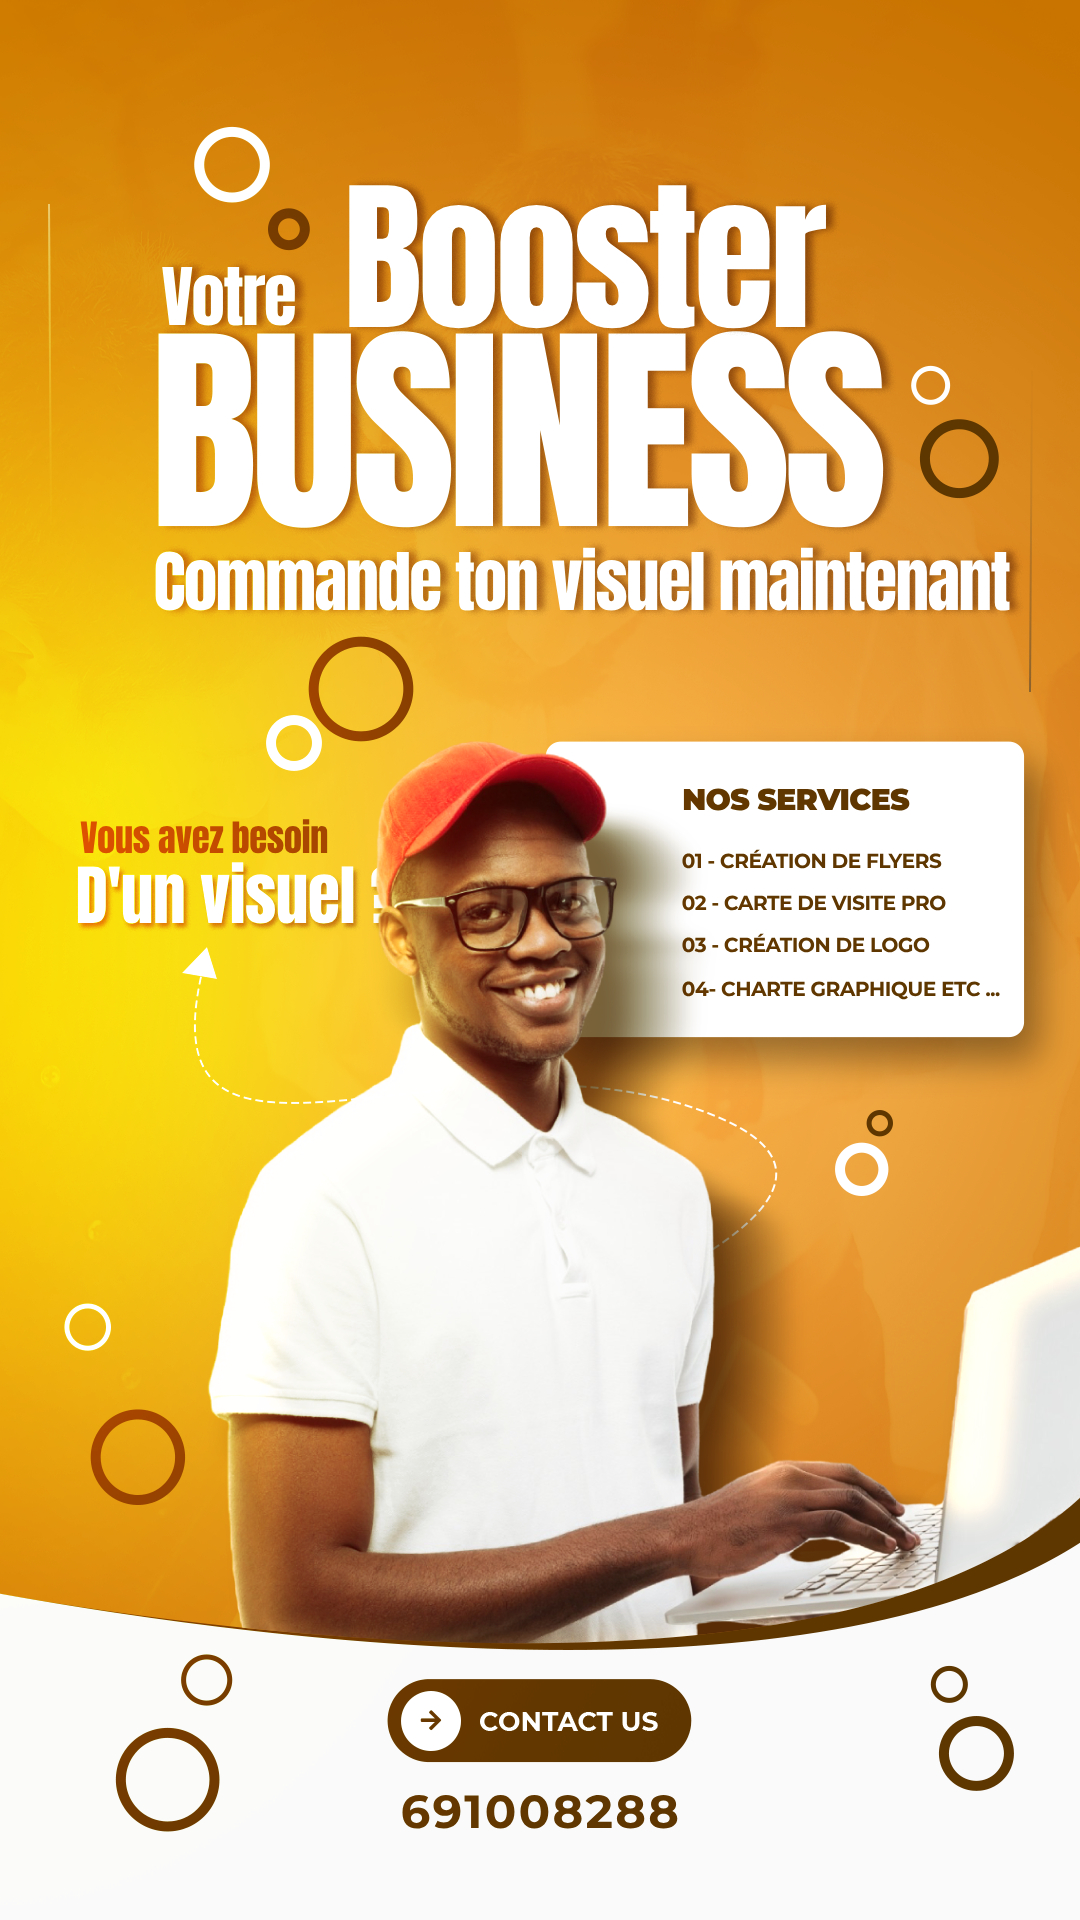 Booster
Votre
BUSINESS
Commande ton visuel maintenant
Vous avez besoin
D'un visuel ?
NOS SERVICES
01 - CRÉATION DE FLYERS
02 - CARTE DE VISITE PRO
03 - CRÉATION DE LOGO
04- CHARTE GRAPHIQUE ETC ...
CONTACT US
691008288